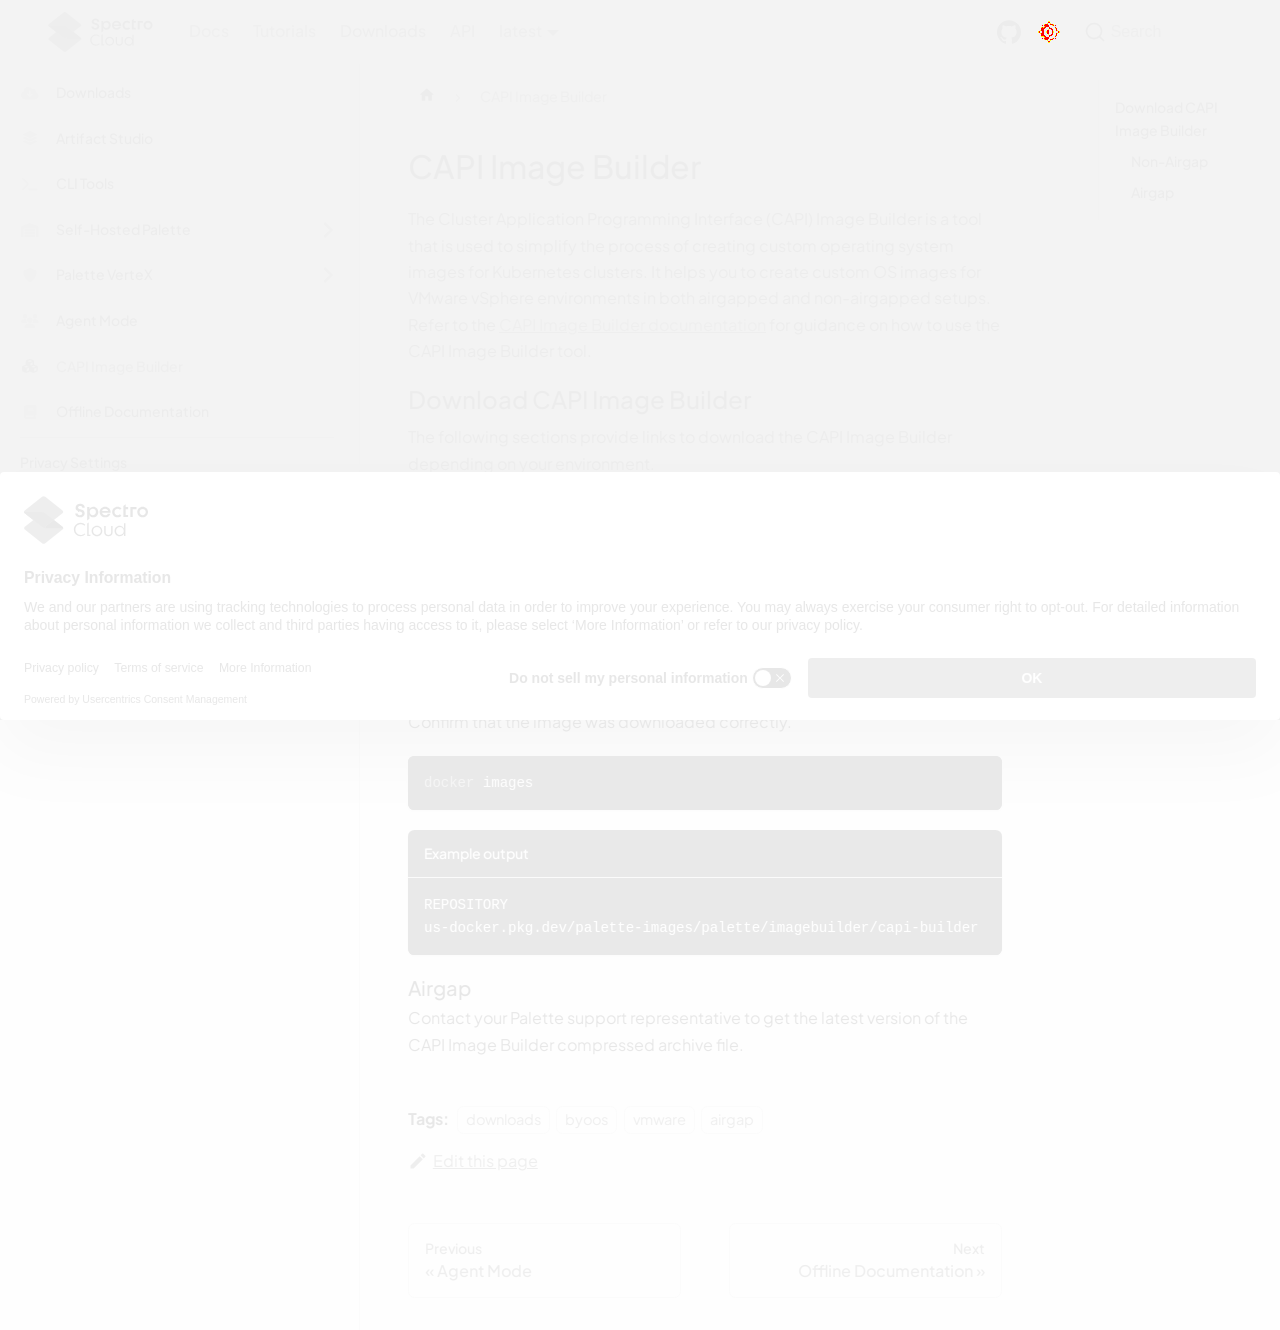 Spectro
Cloud
Docs Tutorials Downloads API latest
Search
Downloads
Artifact Studio
CLI Tools
Self-Hosted Palette
Palette VerteX
Agent Mode
CAPI Image Builder
Offline Documentation
Privacy Settings
CAPI Image Builder
CAPI Image Builder
The Cluster Application Programming Interface (CAPI) Image Builder is a tool
that is used to simplify the process of creating custom operating system
images for Kubernetes clusters. It helps you to create custom OS images for
VMware vSphere environments in both airgapped and non-airgapped setups.
Refer to the CAPI Image Builder documentation for guidance on how to use the
CAPI Image Builder tool.
Download CAPI Image Builder
The following sections provide links to download the CAPI Image Builder
depending on your environment.
Download CAPI
Image Builder
Non-Airgap
Airgap
Spectro
Cloud
Privacy Information
We and our partners are using tracking technologies to process personal data in order to improve your experience. You may always exercise your consumer right to opt-out. For detailed information
about personal information we collect and third parties having access to it, please select 'More Information' or refer to our privacy policy.
Privacy policy Terms of service More Information
Powered by Usercentrics Consent Management
Do not sell my personal information
OK
Confirm that the image was downloaded correctly.
docker images
Example output
REPOSITORY
us-docker.pkg.dev/palette-images/palette/imagebuilder/capi-builder
Airgap
Contact your Palette support representative to get the latest version of the
CAPI Image Builder compressed archive file.
Tags: downloads byoos vmware airgap
Edit this page
Previous
« Agent Mode
Next
Offline Documentation »